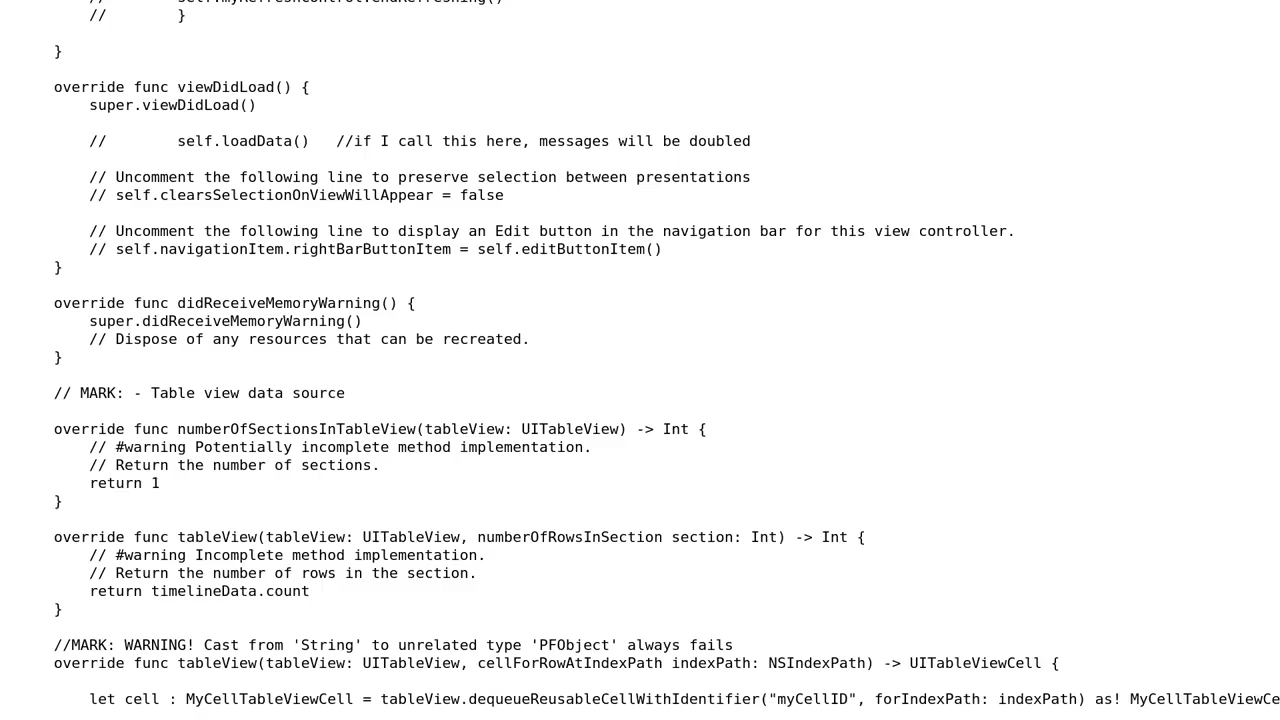 //        self.myRefreshControl.endRefreshing()
//        }
}
override func viewDidLoad() {
super.viewDidLoad()
//        self.loadData()   //if I call this here, messages will be doubled
// Uncomment the following line to preserve selection between presentations
// self.clearsSelectionOnViewWillAppear = false
// Uncomment the following line to display an Edit button in the navigation bar for this view controller.
// self.navigationItem.rightBarButtonItem = self.editButtonItem()
}
override func didReceiveMemoryWarning() {
super.didReceiveMemoryWarning()
// Dispose of any resources that can be recreated.
}
// MARK: - Table view data source
override func numberOfSectionsInTableView(tableView: UITableView) -> Int {
// #warning Potentially incomplete method implementation.
// Return the number of sections.
return 1
}
override func tableView(tableView: UITableView, numberOfRowsInSection section: Int) -> Int {
// #warning Incomplete method implementation.
// Return the number of rows in the section.
return timelineData.count
}
//MARK: WARNING! Cast from 'String' to unrelated type 'PFObject' always fails
override func tableView(tableView: UITableView, cellForRowAtIndexPath indexPath: NSIndexPath) -> UITableViewCell {
let cell : MyCellTableViewCell = tableView.dequeueReusableCellWithIdentifier("myCellID", forIndexPath: indexPath) as! MyCellTableViewCe